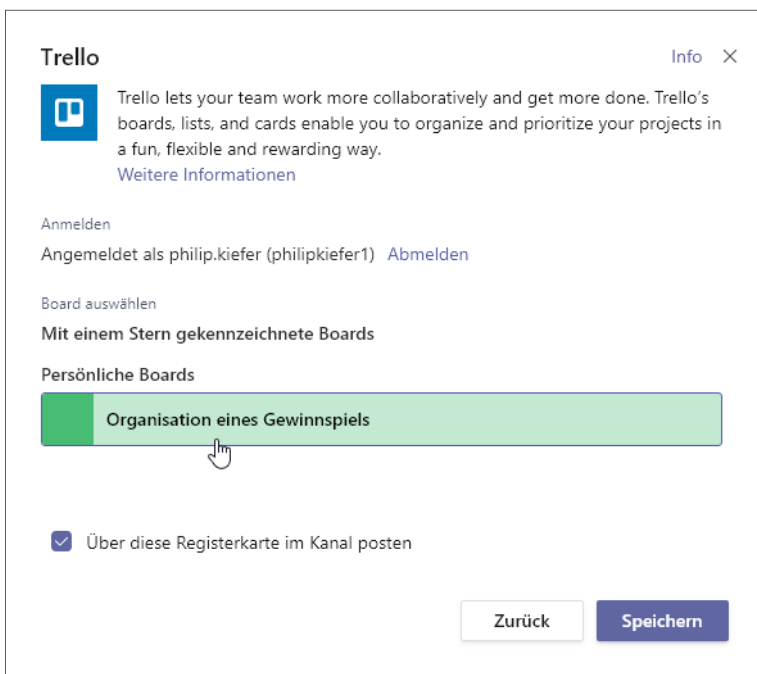 Trello
Info
Trello lets your team work more collaboratively and get more done. Trello's
boards, lists, and cards enable you to organize and prioritize your projects in
a fun, flexible and rewarding way.
Weitere Informationen
Anmelden
Angemeldet als philip.kiefer (philipkiefer1) Abmelden
Board auswählen
Mit einem Stern gekennzeichnete Boards
Persönliche Boards
Organisation eines Gewinnspiels
Über diese Registerkarte im Kanal posten
Zurück
Speichern